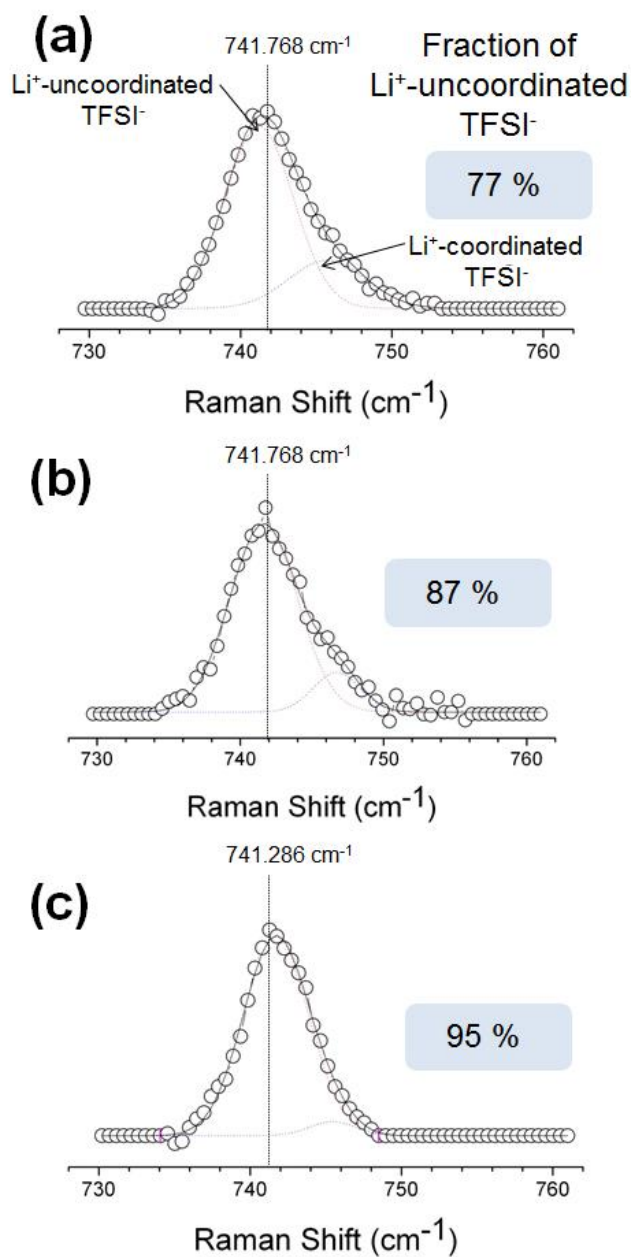 (a)
741.768 cm⁻¹
Fraction of
Li⁺-uncoordinated
TFSI⁻
Li⁺-uncoordinated
TFSI⁻
77 %
Li⁺-coordinated
TFSI⁻
730 740 750 760
Raman Shift (cm⁻¹)
(b)
741.768 cm⁻¹
87 %
730 740 750 760
Raman Shift (cm⁻¹)
(c)
741.286 cm⁻¹
95 %
730 740 750 760
Raman Shift (cm⁻¹)